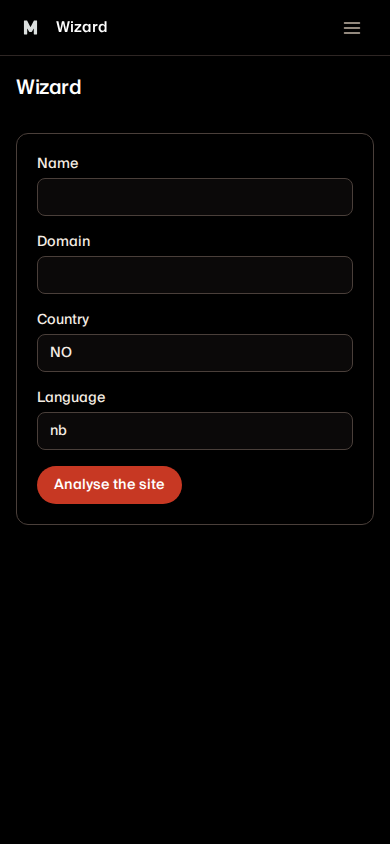 M Wizard
Wizard
Name
Domain
Country
NO
Language
nb
Analyse the site